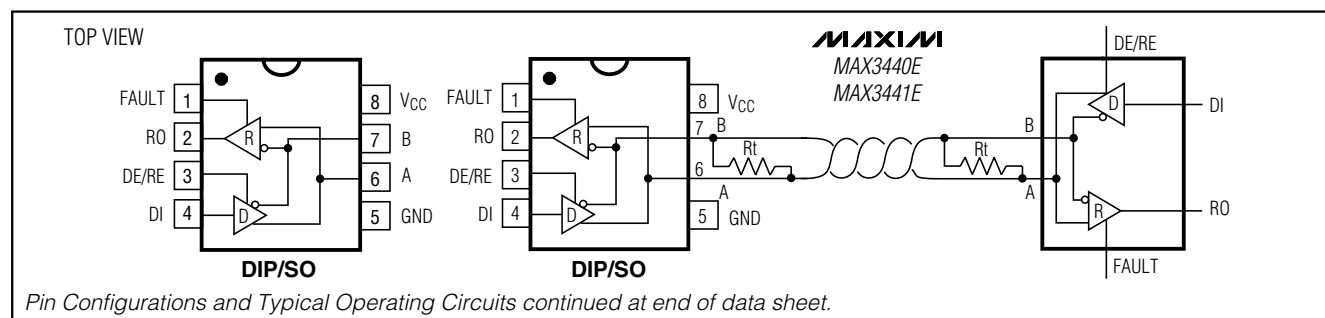 TOP VIEW
FAULT 1
RO 2
DE/RE 3
DI 4
8 VCC
7 B
6 A
5 GND
R
D
DIP/SO
FAULT 1
RO 2
DE/RE 3
DI 4
8 VCC
7 B
6 A
5 GND
R
D
Rt
DIP/SO
MAXIM
MAX3440E
MAX3441E
B
Rt
A
DE/RE
D
DI
R
RO
FAULT
Pin Configurations and Typical Operating Circuits continued at end of data sheet.